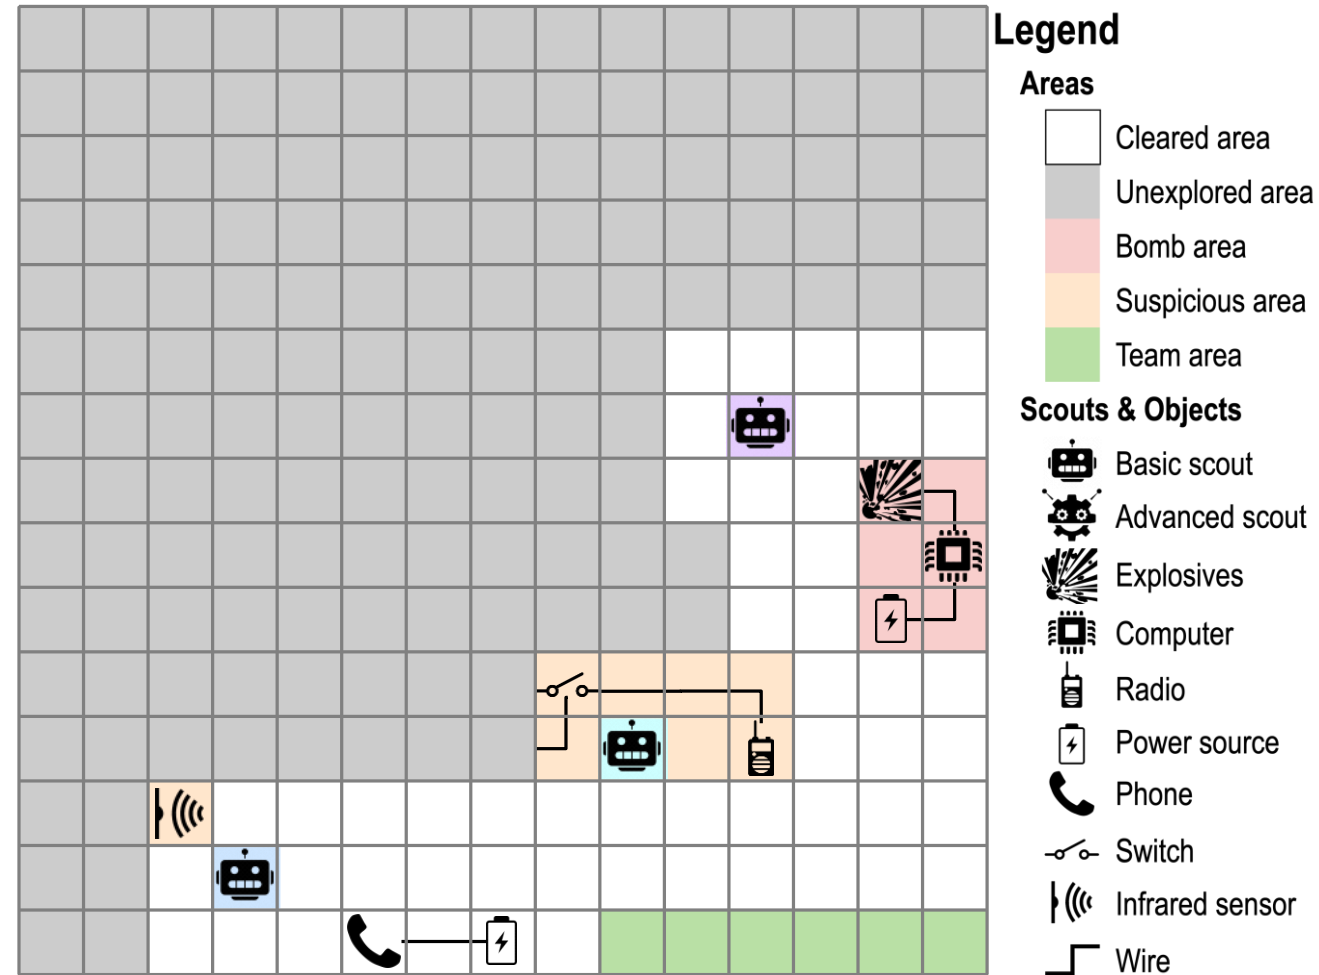 Legend
Areas
Cleared area
Unexplored area
Bomb area
Suspicious area
Team area
Scouts & Objects
Basic scout
Advanced scout
Explosives
Computer
Radio
Power source
Phone
Switch
Infrared sensor
Wire